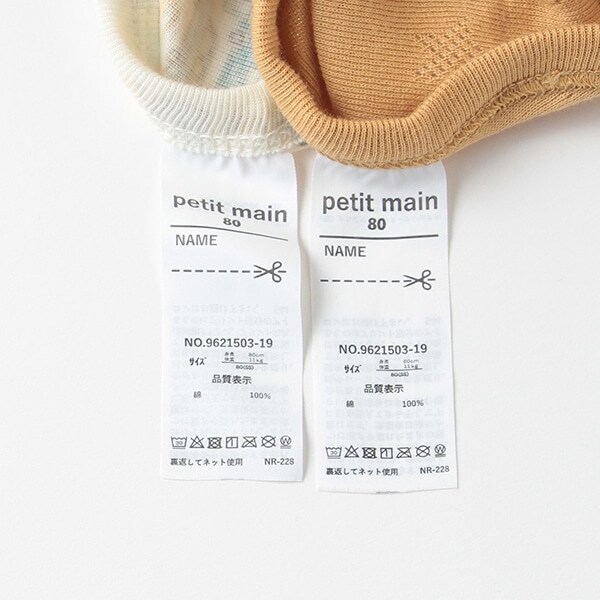 petit main
80
NAME
NO.9621503-19
サイズ
身長 80cm
体重 11kg
80(SS)
品質表示
綿 100%
裏返してネット使用 NR-228
petit main
80
NAME
NO.9621503-19
サイズ
身長 80cm
体重 11kg
80(SS)
品質表示
綿 100%
裏返してネット使用 NR-228